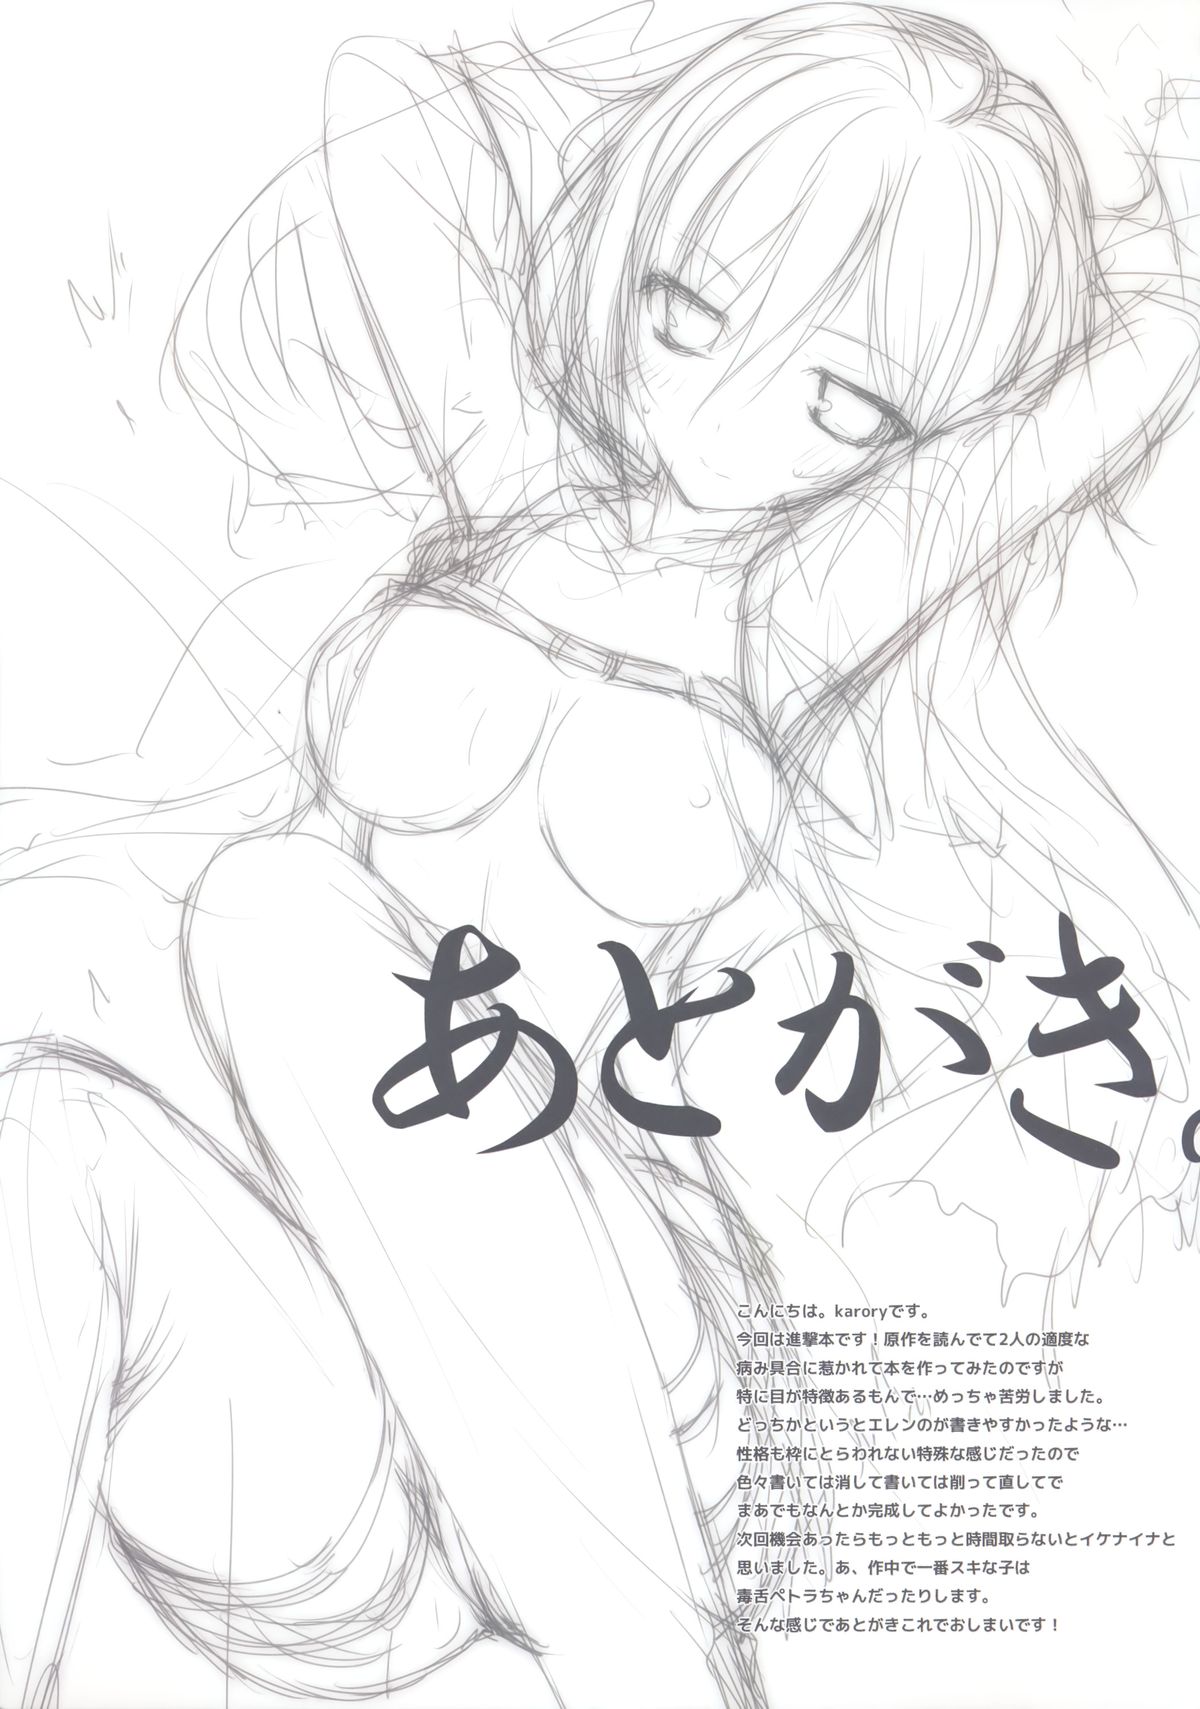 あとがき。
こんにちは。karoryです。
今回は進撃本です！原作を読んでて2人の適度な
病み具合に惹かれて本を作ってみたのですが
特に目が特徴あるもんで…めっちゃ苦労しました。
どっちかというとエレンのが書きやすかったような…
性格も枠にとらわれない特殊な感じだったので
色々書いては消して書いては削って直してで
まあでもなんとか完成してよかったです。
次回機会あったらもっともっと時間取らないとイケナイナと
思いました。あ、作中で一番スキな子は
毒舌ペトラちゃんだったりします。
そんな感じであとがきこれでおしまいです！